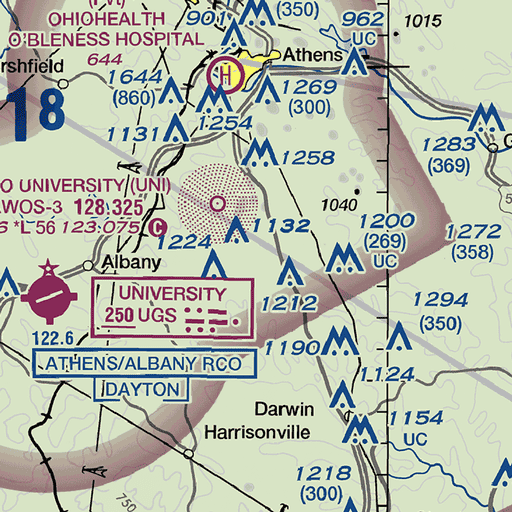 (Pvt)
OHIOHEALTH
O'BLENESS HOSPITAL
644
901
(350)
962
UC
1015
Athens
rshfield
1644
(860)
H
1269
(300)
18
1254
1131
1258
1283
(369)
G
O UNIVERSITY (UNI)
AWOS-3 128.325
6 *L 56 123.075 C
1040
1132
1200
(269)
UC
1272
(358)
1224
Albany
UNIVERSITY
250 UGS
1212
1294
(350)
122.6
1190
ATHENS/ALBANY RCO
DAYTON
1124
Darwin
Harrisonville
1154
UC
1218
(300)
750